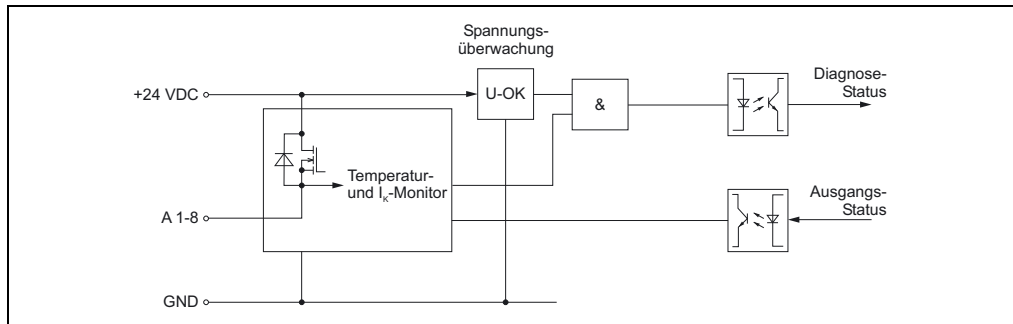 Spannungs-
überwachung
+24 VDC
U-OK
&
Diagnose-
Status
Temperatur-
und Iₖ-Monitor
A 1-8
Ausgangs-
Status
GND